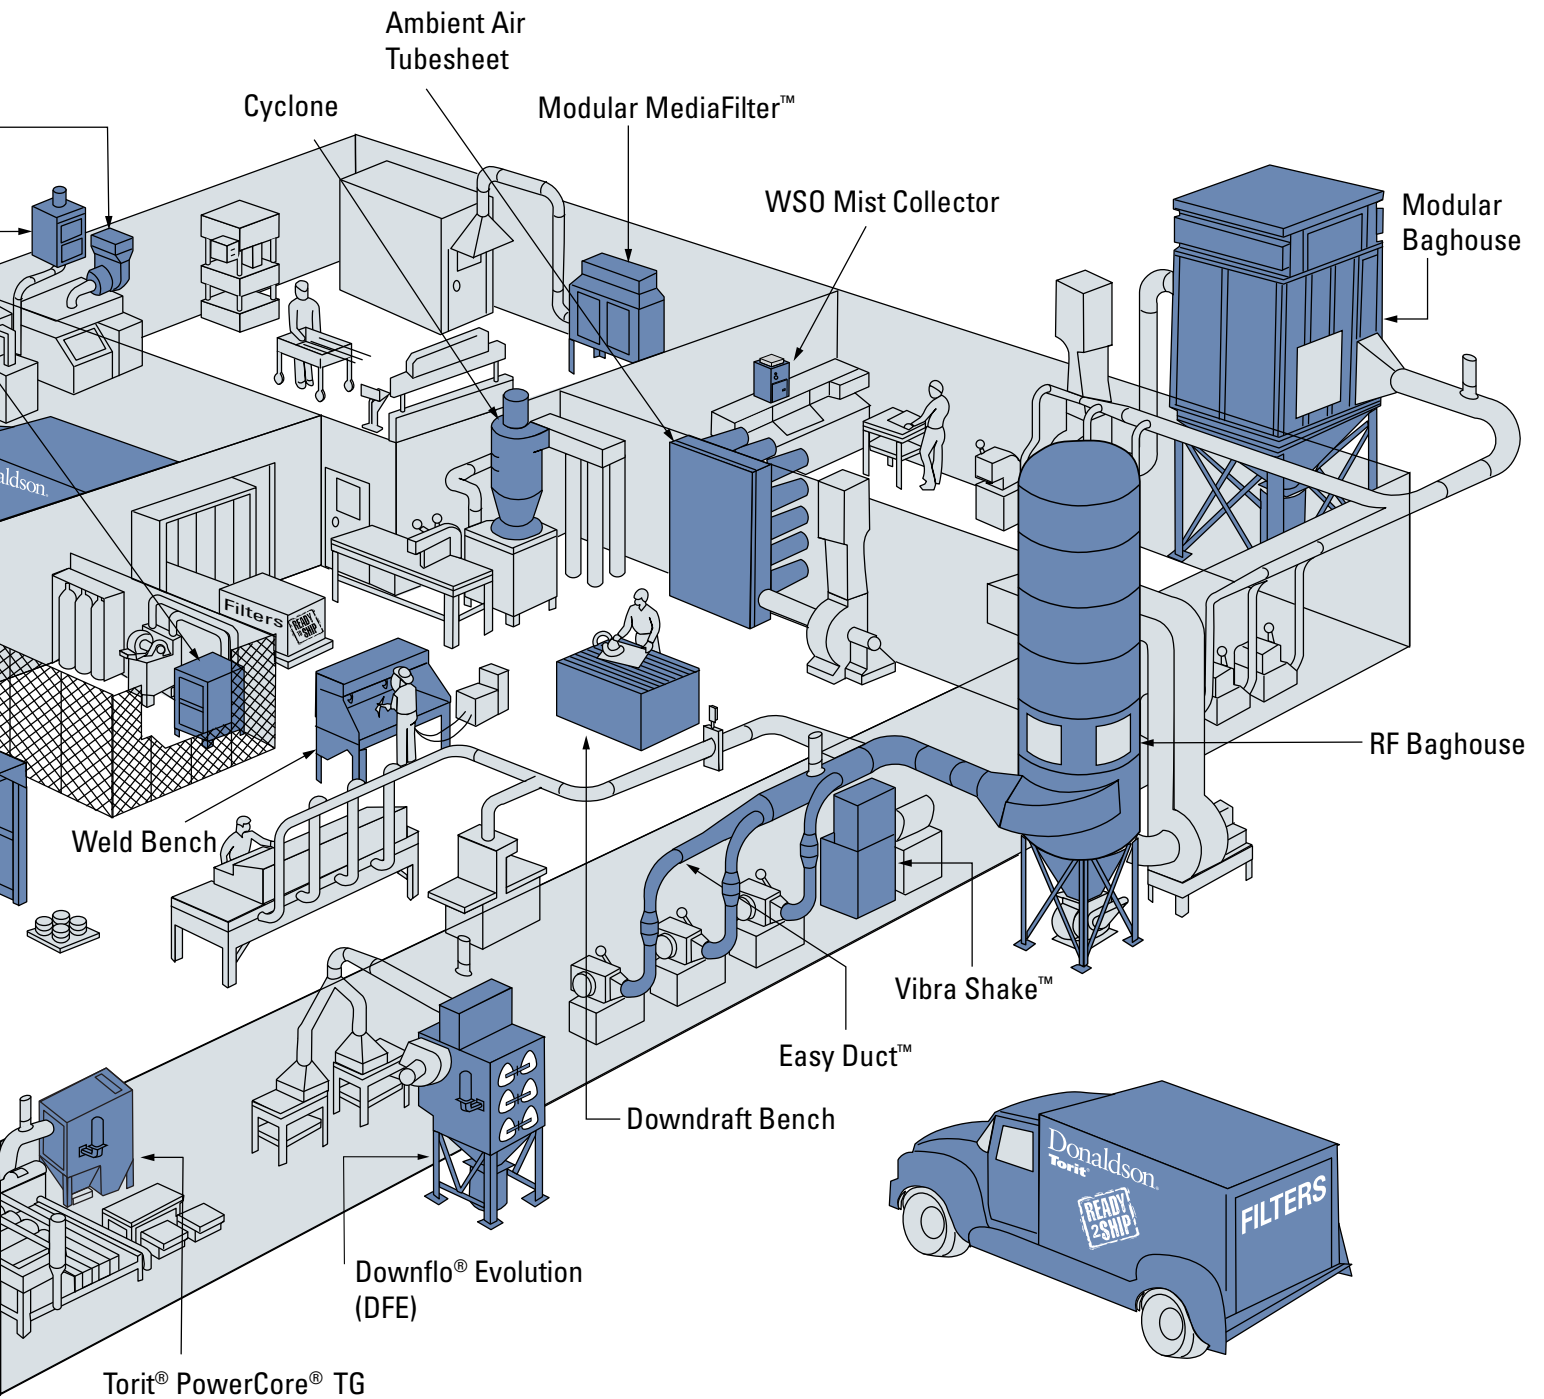 Ambient Air
Tubesheet
Cyclone
Modular MediaFilter™
WSO Mist Collector
Modular
Baghouse
aldson.
Filters
READY
2SHIP
RF Baghouse
Weld Bench
Vibra Shake™
Easy Duct™
Downdraft Bench
Donaldson.
Torit®
READY
2SHIP
FILTERS
Downflo® Evolution
(DFE)
Torit® PowerCore® TG